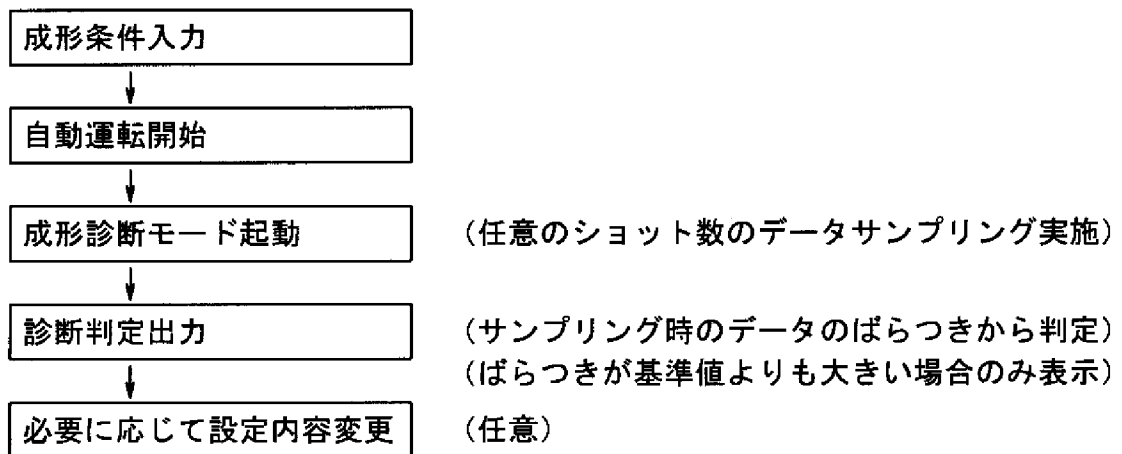 成形条件入力
自動運転開始
成形診断モード起動 (任意のショット数のデータサンプリング実施)
診断判定出力 (サンプリング時のデータのばらつきから判定)
(ばらつきが基準値よりも大きい場合のみ表示)
必要に応じて設定内容変更 (任意)